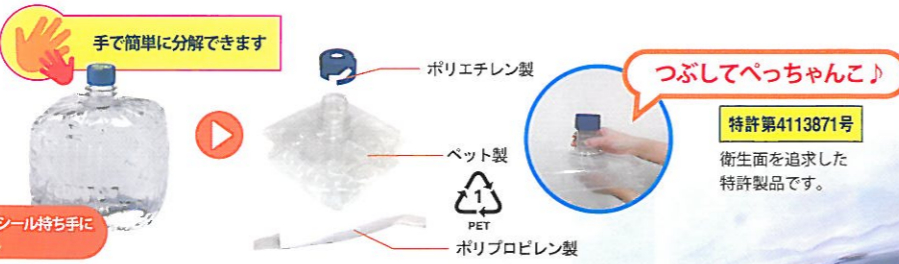 手で簡単に分解できます
ポリエチレン製
ペット製
1
PET
ポリプロピレン製
シール持ち手に
つぶしてぺっちゃんこ♪
特許第4113871号
衛生面を追求した
特許製品です。